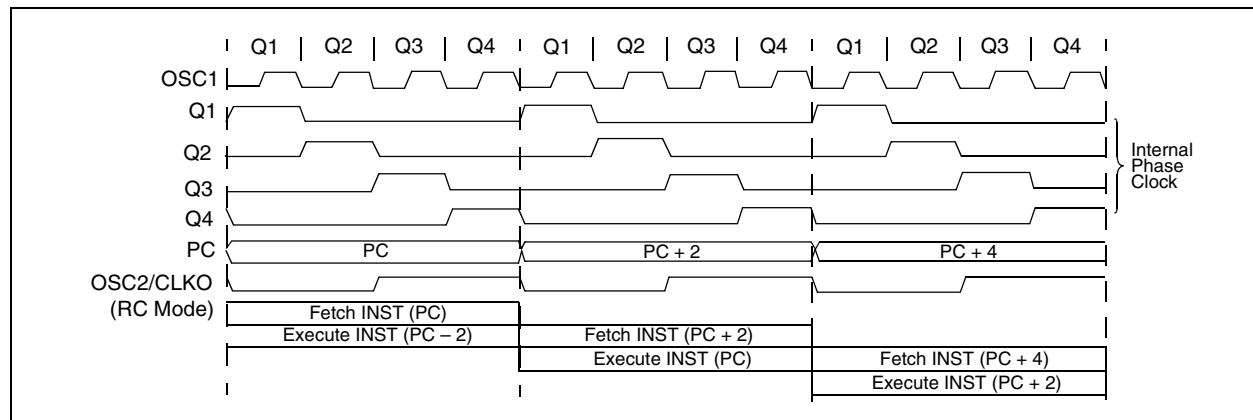 Q1 Q2 Q3 Q4 Q1 Q2 Q3 Q4 Q1 Q2 Q3 Q4
OSC1
Q1
Q2
Q3
Q4
Internal
Phase
Clock
PC PC PC + 2 PC + 4
OSC2/CLKO
(RC Mode)
Fetch INST (PC)
Execute INST (PC – 2) Fetch INST (PC + 2)
Execute INST (PC) Fetch INST (PC + 4)
Execute INST (PC + 2)